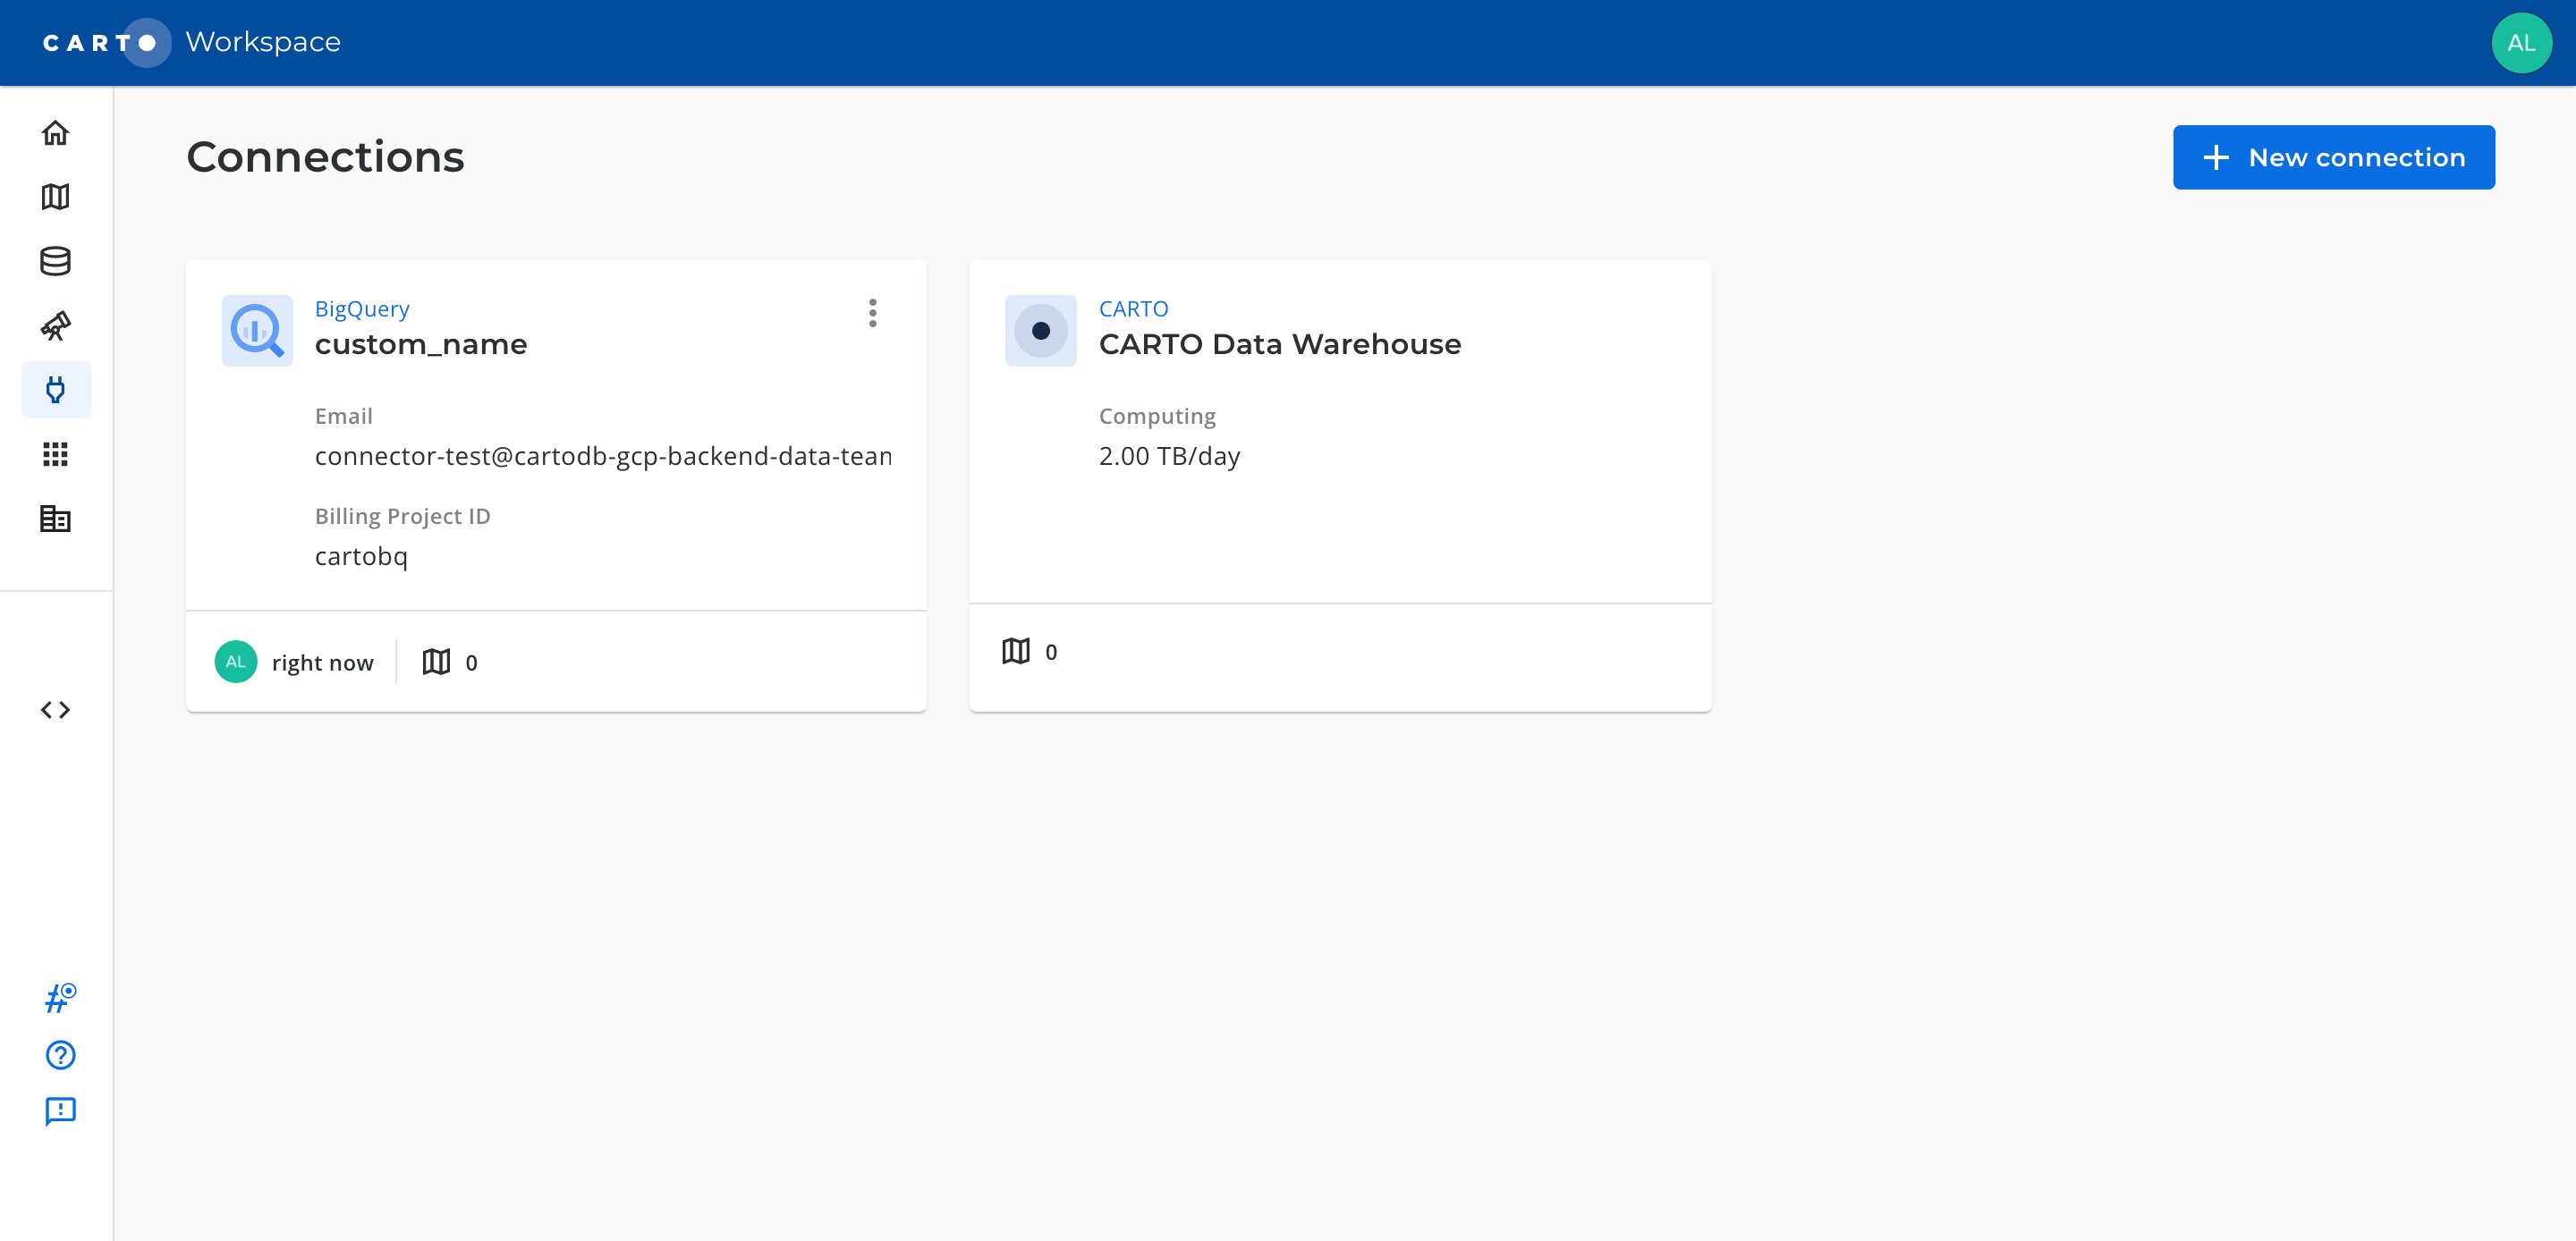 CARTO Workspace
AL
Connections
New connection
BigQuery
custom_name
Email
connector-test@cartodb-gcp-backend-data-team
Billing Project ID
cartobq
AL right now 0
CARTO
CARTO Data Warehouse
Computing
2.00 TB/day
0